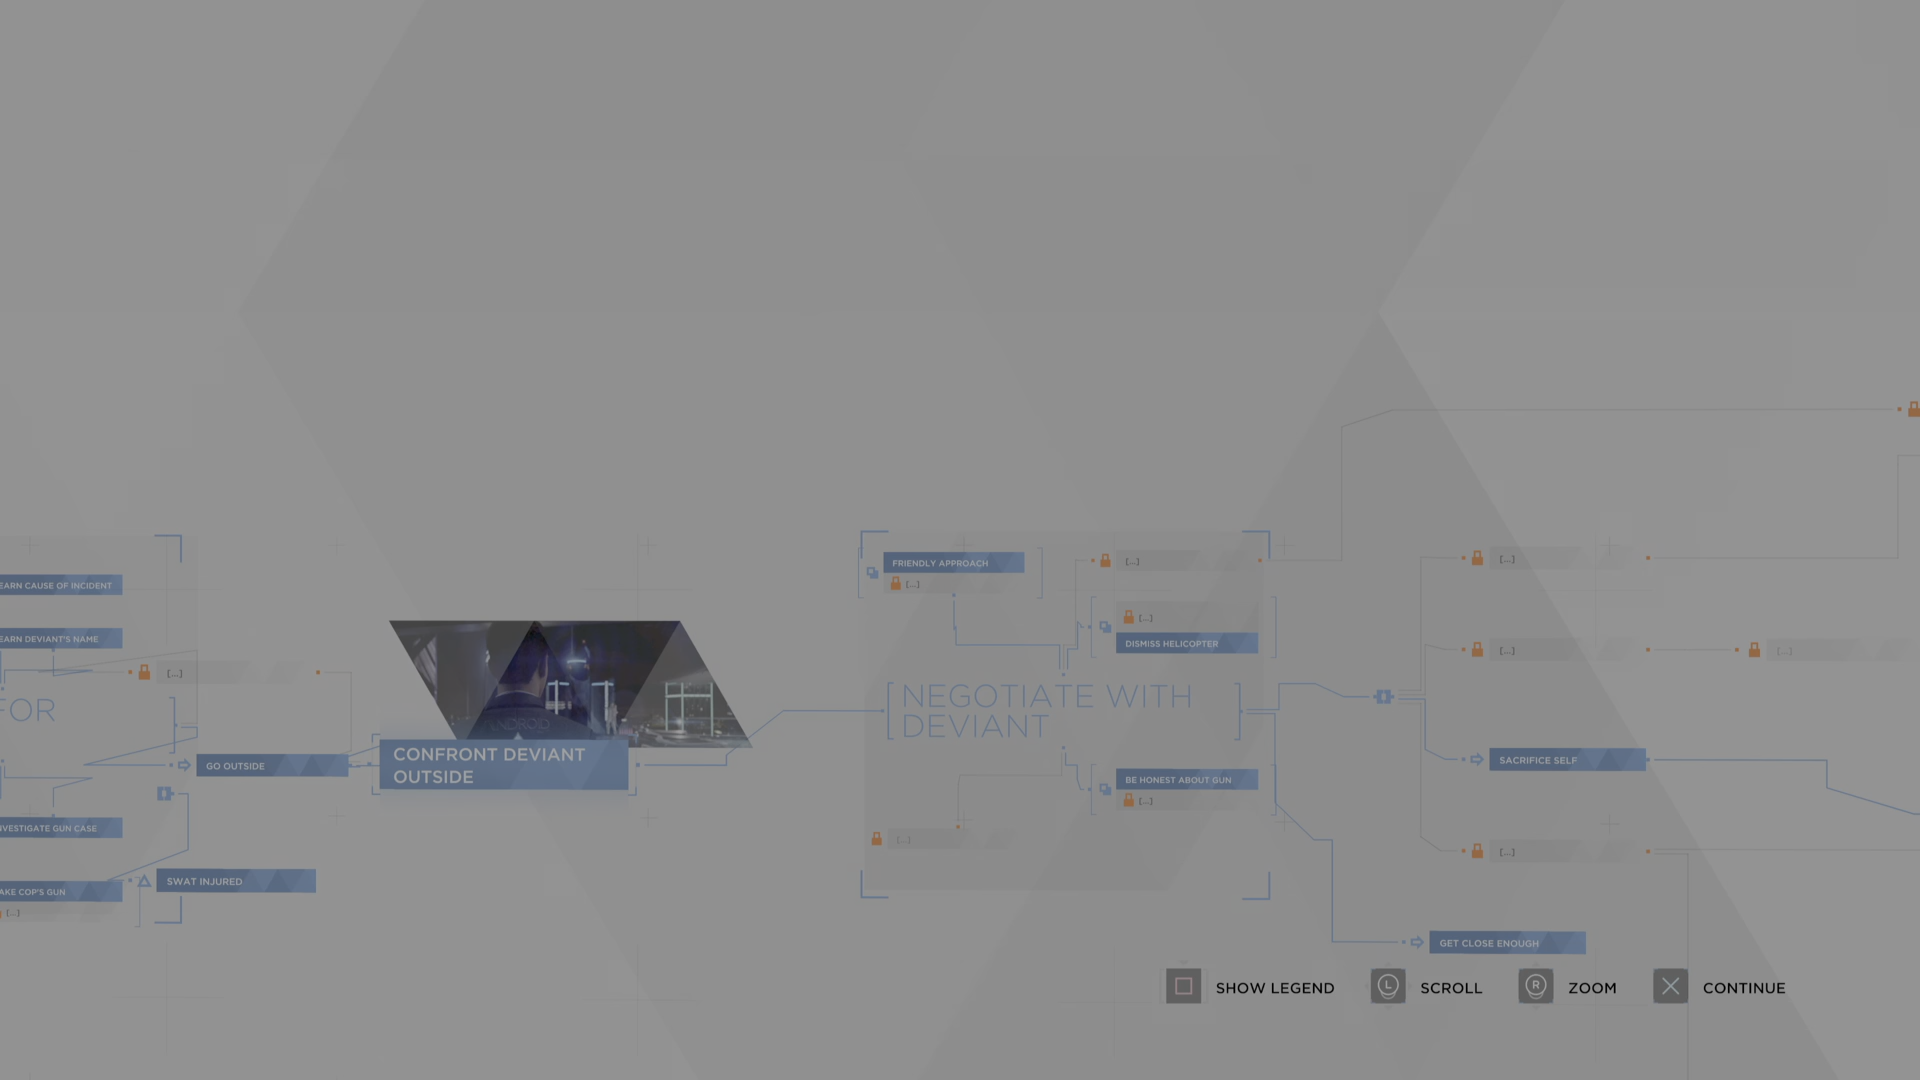 EARN CAUSE OF INCIDENT
EARN DEVIANT'S NAME
[...]
FOR
GO OUTSIDE
VESTIGATE GUN CASE
AKE COP'S GUN
[...]
SWAT INJURED
ANDROID
CONFRONT DEVIANT
OUTSIDE
FRIENDLY APPROACH
[...]
[...]
[...]
DISMISS HELICOPTER
NEGOTIATE WITH
DEVIANT
BE HONEST ABOUT GUN
[...]
[...]
[...]
[...]
[...]
SACRIFICE SELF
[...]
GET CLOSE ENOUGH
SHOW LEGEND
L SCROLL
R ZOOM
CONTINUE